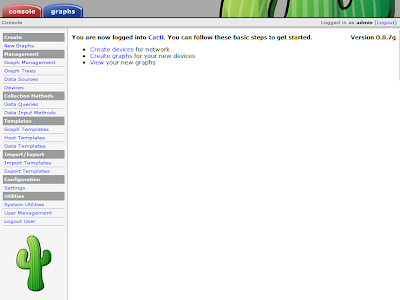 console graphs
Console Logged in as admin (Logout)
Create
New Graphs
Management
Graph Management
Graph Trees
Data Sources
Devices
Collection Methods
Data Queries
Data Input Methods
Templates
Graph Templates
Host Templates
Data Templates
Import/Export
Import Templates
Export Templates
Configuration
Settings
Utilities
System Utilities
User Management
Logout User
You are now logged into Cacti. You can follow these basic steps to get started. Version 0.8.7g
Create devices for network
Create graphs for your new devices
View your new graphs